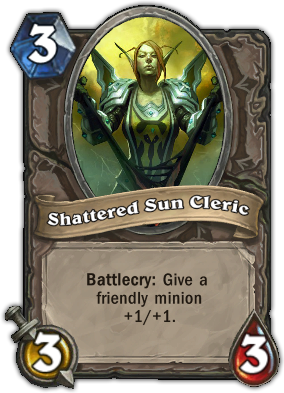 3
Shattered Sun Cleric
Battlecry: Give a
friendly minion
+1/+1.
3
3